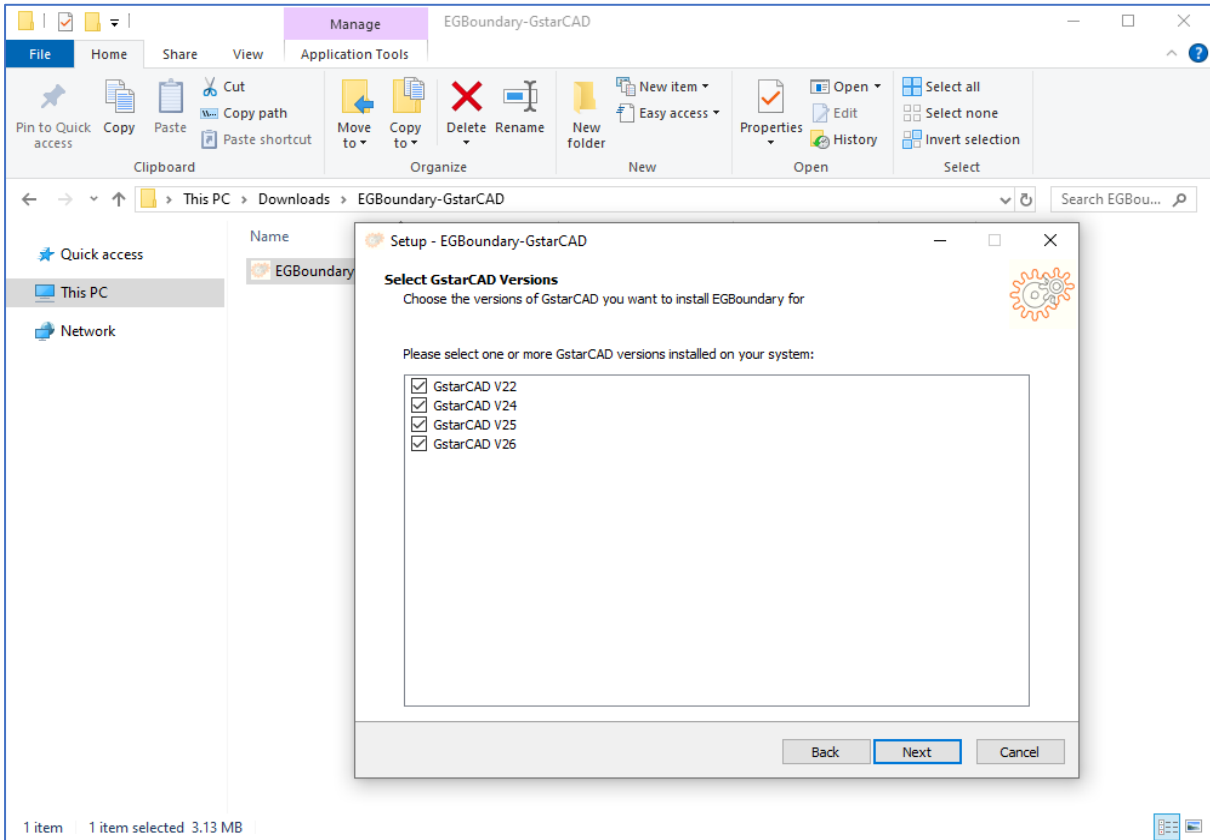 Manage
EGBoundary-GstarCAD
File Home Share View Application Tools
Pin to Quick access
Copy
Paste
Cut
Copy path
Paste shortcut
Clipboard
Move to
Copy to
Delete
Rename
Organize
New folder
New item
Easy access
New
Properties
Open
Edit
History
Open
Select all
Select none
Invert selection
Select
This PC > Downloads > EGBoundary-GstarCAD
Search EGBou...
Quick access
This PC
Network
Name
EGBoundary
Setup - EGBoundary-GstarCAD
Select GstarCAD Versions
Choose the versions of GstarCAD you want to install EGBoundary for
Please select one or more GstarCAD versions installed on your system:
GstarCAD V22
GstarCAD V24
GstarCAD V25
GstarCAD V26
Back Next Cancel
1 item 1 item selected 3.13 MB